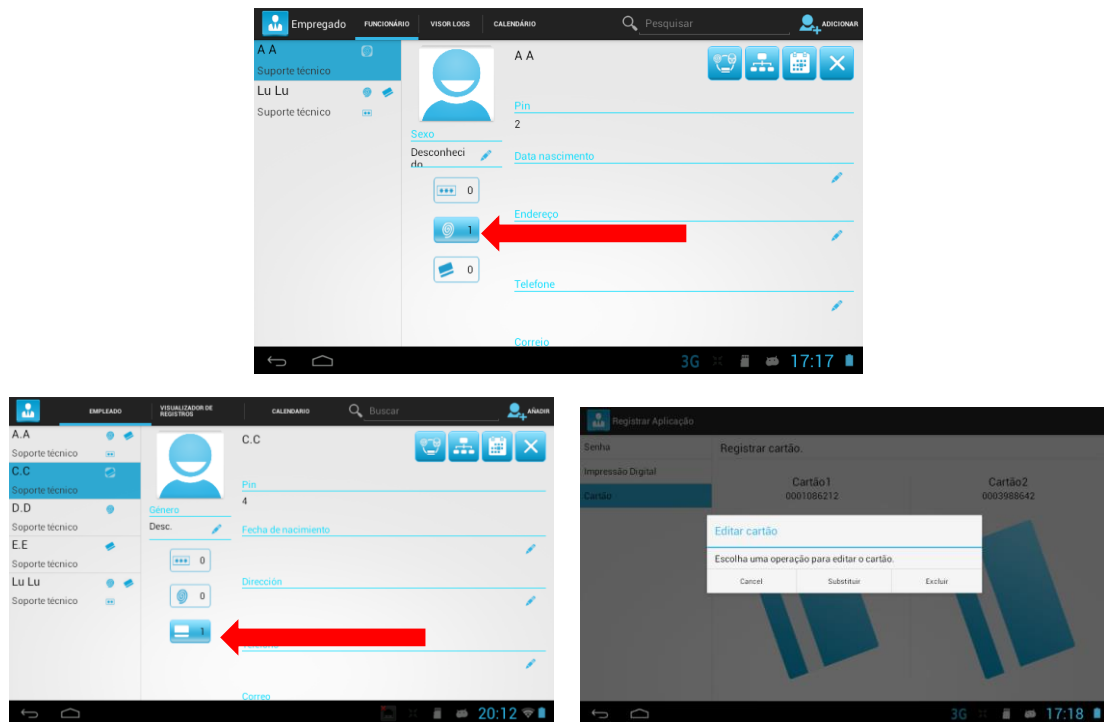 Empregado
FUNCIONÁRIO
VISOR LOGS
CALENDÁRIO
Pesquisar
ADICIONAR
A A
Suporte técnico
Lu Lu
Suporte técnico
Sexo
Desconheci
do
0
1
0
A A
Pin
2
Data nascimento
Endereço
Telefone
Correio
3G
17:17
EMPLEADO
VISUALIZADOR DE
REGISTROS
CALENDARIO
Buscar
AÑADIR
A.A
Soporte técnico
C.C
Soporte técnico
D.D
Soporte técnico
E.E
Soporte técnico
Lu Lu
Soporte técnico
Género
Desc.
0
0
1
C.C
Pin
4
Fecha de nacimiento
Dirección
Correo
20:12
Registrar Aplicação
Senha
Impressão Digital
Cartão
Registrar cartão.
Cartão1
0001086212
Cartão2
0003988642
Editar cartão
Escolha uma operação para editar o cartão.
Cancel
Substituir
Excluir
3G
17:18